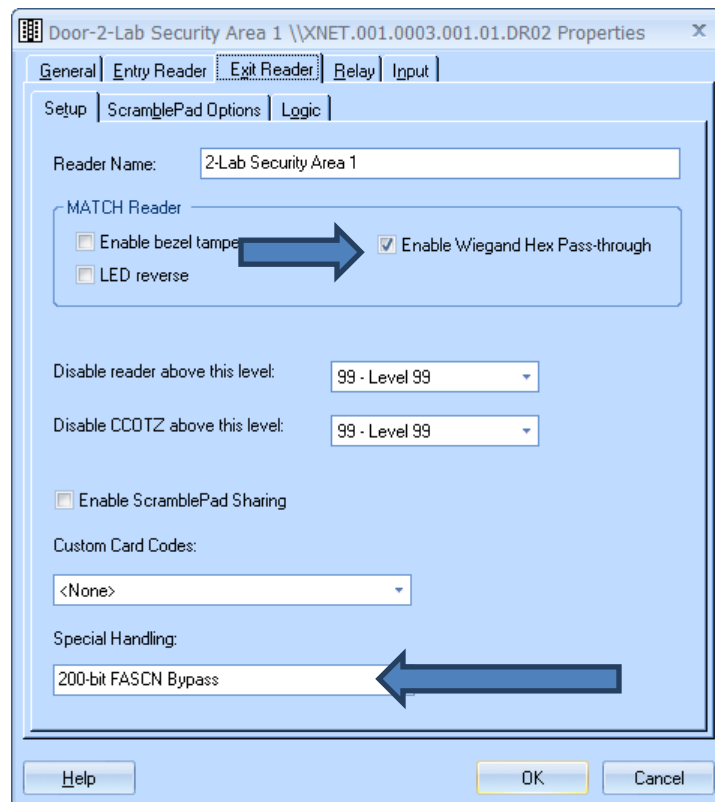 Door-2-Lab Security Area 1 \\XNET.001.0003.001.01.DR02 Properties x
General Entry Reader Exit Reader Relay Input
Setup ScramblePad Options Logic
Reader Name: 2-Lab Security Area 1
MATCH Reader
Enable bezel tampe Enable Wiegand Hex Pass-through
LED reverse
Disable reader above this level: 99 - Level 99
Disable CCOTZ above this level: 99 - Level 99
Enable ScramblePad Sharing
Custom Card Codes:
<None>
Special Handling:
200-bit FASCN Bypass
Help OK Cancel